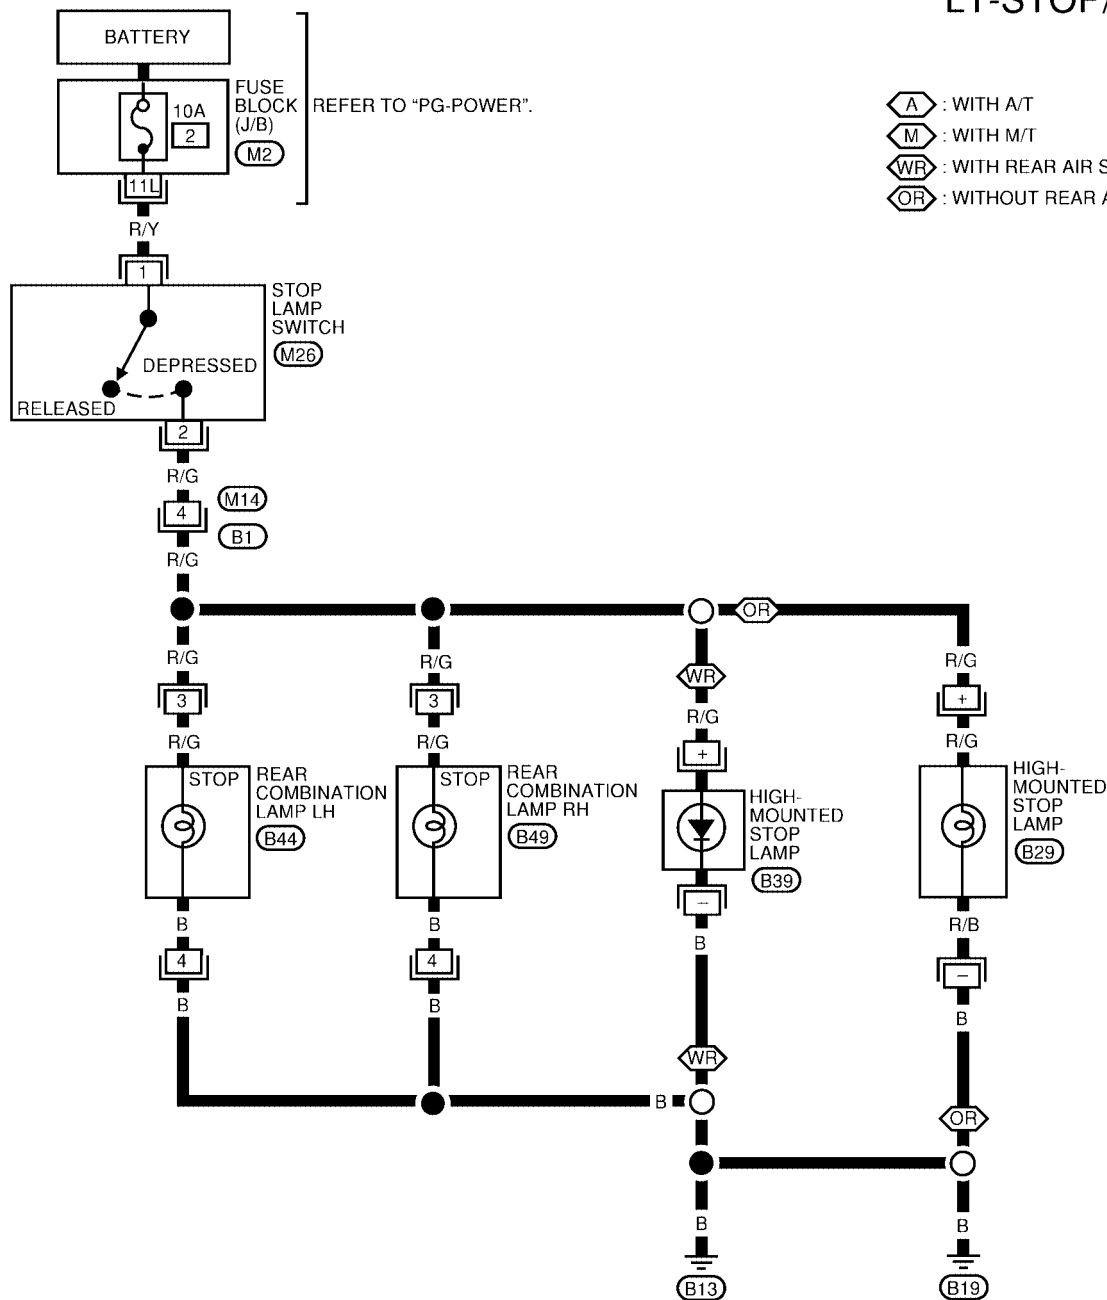 LT-STOP/
BATTERY
10A
2
FUSE
BLOCK
(J/B)
M2
REFER TO “PG-POWER”.
A : WITH A/T
M : WITH M/T
WR : WITH REAR AIR S
OR : WITHOUT REAR A
11L
R/Y
1
STOP
LAMP
SWITCH
M26
DEPRESSED
RELEASED
2
R/G
M14
4
B1
R/G
OR
R/G
R/G
WR
R/G
3
3
R/G
+
R/G
R/G
+
R/G
STOP
REAR
COMBINATION
LAMP LH
B44
STOP
REAR
COMBINATION
LAMP RH
B49
HIGH-
MOUNTED
STOP
LAMP
B39
HIGH-
MOUNTED
STOP
LAMP
B29
–
B
B
B
R/B
4
4
–
B
B
B
WR
B
OR
B
B
B13
B19